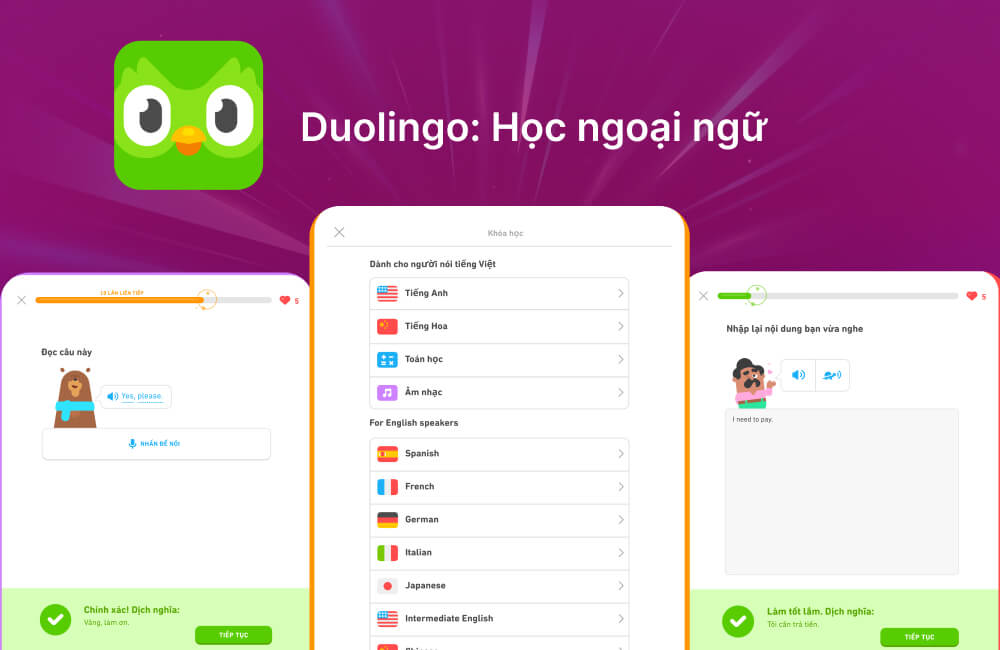 Duolingo: Học ngoại ngữ
13 LẦN LIÊN TIẾP
5
Đọc câu này
Yes, please.
NHẤN ĐỂ NÓI
Chính xác! Dịch nghĩa:
Vâng, làm ơn.
TIẾP TỤC
Khóa học
Dành cho người nói tiếng Việt
Tiếng Anh
Tiếng Hoa
Toán học
Âm nhạc
For English speakers
Spanish
French
German
Italian
Japanese
Intermediate English
5
Nhập lại nội dung bạn vừa nghe
I need to pay.
Làm tốt lắm. Dịch nghĩa:
Tôi cần trả tiền.
TIẾP TỤC